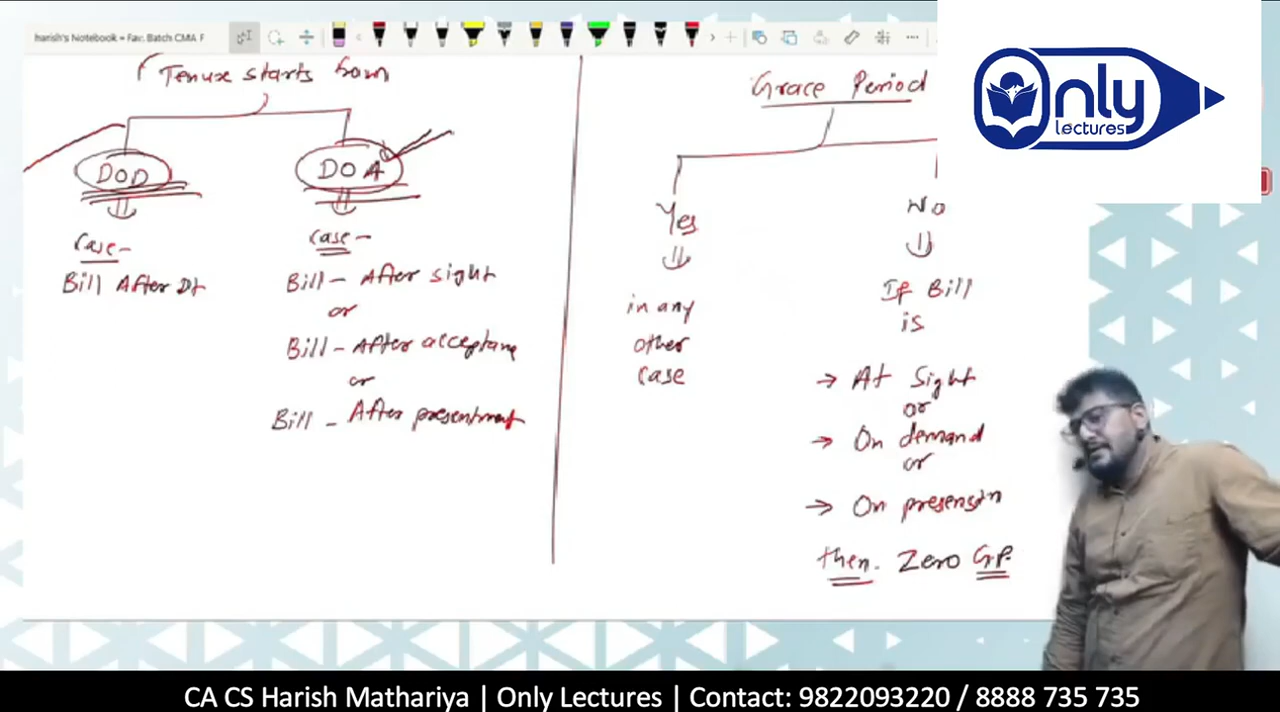 harish's Notebook » Fav. Batch CMA F
Tenure starts from
DOD
DOA
Case-
Bill After Dt
Case-
Bill - After sight
or
Bill - After acceptance
or
Bill - After presentment
Grace Period
Yes
in any
other
case
No
If Bill
is
→ At Sight
or
→ On demand
or
→ On presenstn
then. Zero G.P.
Only
lectures
CA CS Harish Mathariya | Only Lectures | Contact: 9822093220 / 8888 735 735